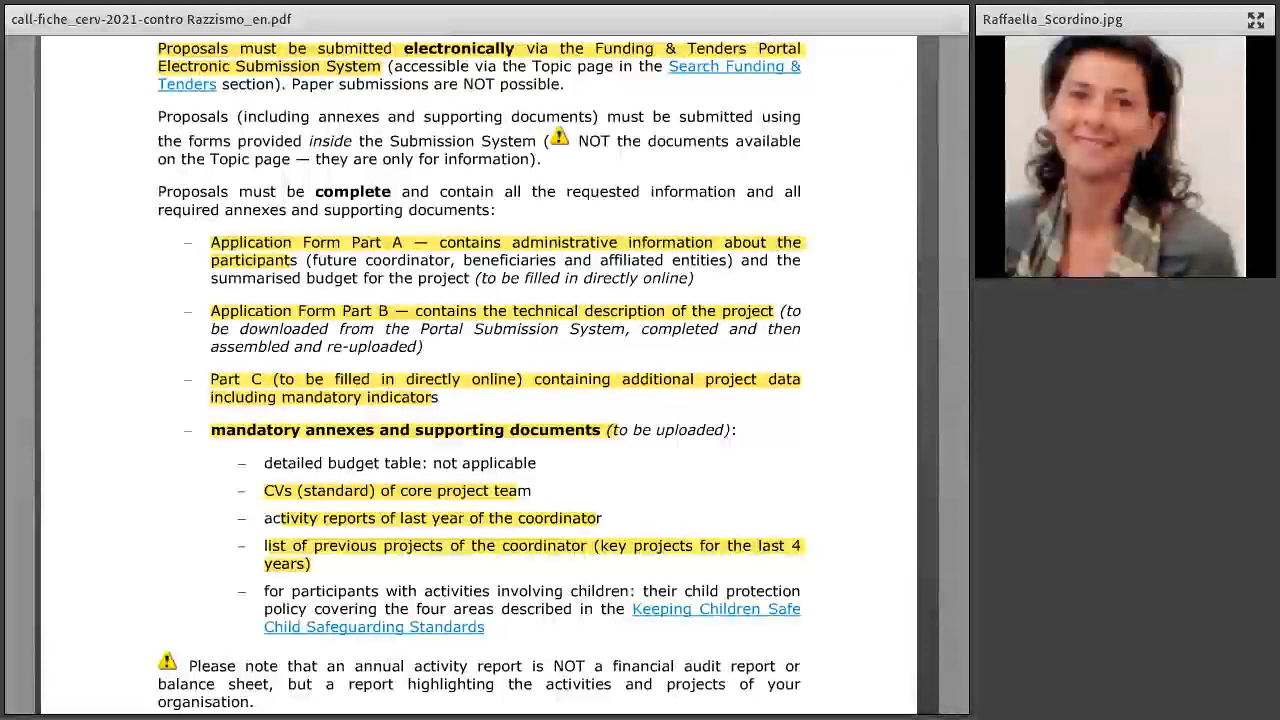 call-fiche_cerv-2021-contro Razzismo_en.pdf
Raffaella_Scordino.jpg
Proposals must be submitted electronically via the Funding & Tenders Portal
Electronic Submission System (accessible via the Topic page in the Search Funding &
Tenders section). Paper submissions are NOT possible.
Proposals (including annexes and supporting documents) must be submitted using
the forms provided inside the Submission System (⚠ NOT the documents available
on the Topic page — they are only for information).
Proposals must be complete and contain all the requested information and all
required annexes and supporting documents:
– Application Form Part A — contains administrative information about the
participants (future coordinator, beneficiaries and affiliated entities) and the
summarised budget for the project (to be filled in directly online)
– Application Form Part B — contains the technical description of the project (to
be downloaded from the Portal Submission System, completed and then
assembled and re-uploaded)
– Part C (to be filled in directly online) containing additional project data
including mandatory indicators
– mandatory annexes and supporting documents (to be uploaded):
– detailed budget table: not applicable
– CVs (standard) of core project team
– activity reports of last year of the coordinator
– list of previous projects of the coordinator (key projects for the last 4
years)
– for participants with activities involving children: their child protection
policy covering the four areas described in the Keeping Children Safe
Child Safeguarding Standards
⚠ Please note that an annual activity report is NOT a financial audit report or
balance sheet, but a report highlighting the activities and projects of your
organisation.